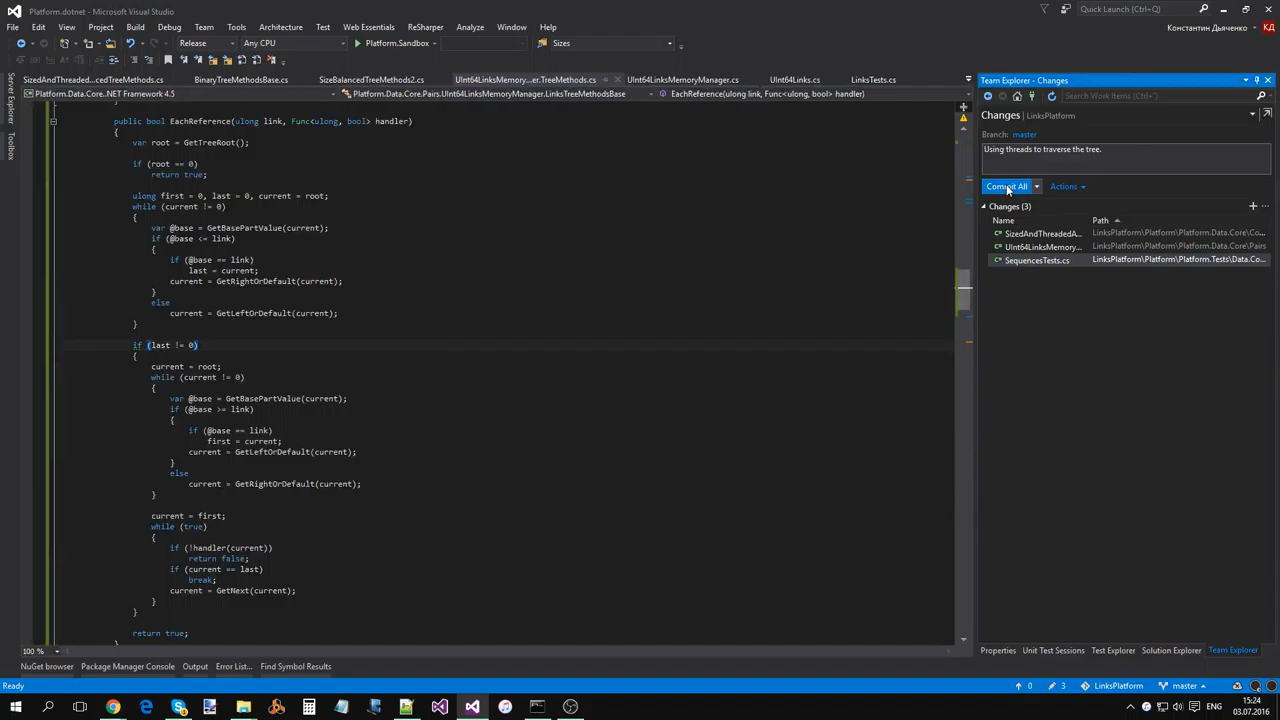 Platform.dotnet - Microsoft Visual Studio
Quick Launch (Ctrl+Q)
File Edit View Project Build Debug Team Tools Test Web Essentials ReSharper Analyze Window Help
Константин Дьяченко КД
Release Any CPU Platform.Sandbox Sizes
SizedAndThreaded...cedTreeMethods.cs BinaryTreeMethodsBase.cs SizeBalancedTreeMethods2.cs UInt64LinksMemory...er.TreeMethods.cs UInt64LinksMemoryManager.cs UInt64Links.cs LinksTests.cs
Platform.Data.Core..NET Framework 4.5 Platform.Data.Core.Pairs.UInt64LinksMemoryManager.LinksTreeMethodsBase EachReference(ulong link, Func<ulong, bool> handler)
Server Explorer
Toolbox
public bool EachReference(ulong link, Func<ulong, bool> handler)
{
var root = GetTreeRoot();
if (root == 0)
return true;
ulong first = 0, last = 0, current = root;
while (current != 0)
{
var @base = GetBasePartValue(current);
if (@base <= link)
{
if (@base == link)
last = current;
current = GetRightOrDefault(current);
}
else
current = GetLeftOrDefault(current);
}
if (last != 0)
{
current = root;
while (current != 0)
{
var @base = GetBasePartValue(current);
if (@base >= link)
{
if (@base == link)
first = current;
current = GetLeftOrDefault(current);
}
else
current = GetRightOrDefault(current);
}
current = first;
while (true)
{
if (!handler(current))
return false;
if (current == last)
break;
current = GetNext(current);
}
}
return true;
}
100 %
Team Explorer - Changes
Search Work Items (Ctrl+')
Changes | LinksPlatform
Branch: master
Using threads to traverse the tree.
Commit All Actions
Changes (3)
Name Path
SizedAndThreadedA... LinksPlatform\Platform\Platform.Data.Core\Co...
UInt64LinksMemory... LinksPlatform\Platform\Platform.Data.Core\Pairs
SequencesTests.cs LinksPlatform\Platform\Platform.Tests\Data.Co...
Properties Unit Test Sessions Test Explorer Solution Explorer Team Explorer
NuGet browser Package Manager Console Output Error List... Find Symbol Results
Ready 0 3 LinksPlatform master
ENG 15:24
03.07.2016